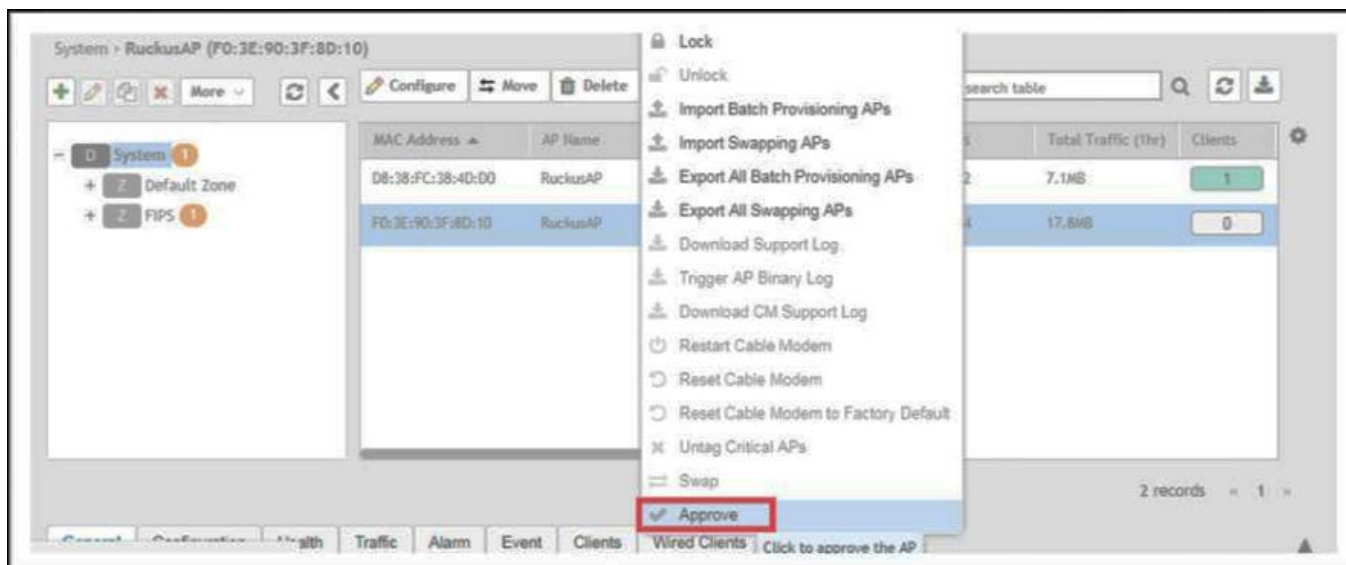 System > RuckusAP (F0:3E:90:3F:8D:10)
More
Configure Move Delete
search table
System 1
Default Zone
FIPS 1
MAC Address AP Name Total Traffic (1hr) Clients
D8:38:FC:38:4D:D0 RuckusAP 2 7.1MB 1
F0:3E:90:3F:8D:10 RuckusAP 4 17.8MB 0
Lock
Unlock
Import Batch Provisioning APs
Import Swapping APs
Export All Batch Provisioning APs
Export All Swapping APs
Download Support Log
Trigger AP Binary Log
Download CM Support Log
Restart Cable Modem
Reset Cable Modem
Reset Cable Modem to Factory Default
Untag Critical APs
Swap
Approve
2 records « 1 »
General Configuration Health Traffic Alarm Event Clients Wired Clients
Click to approve the AP